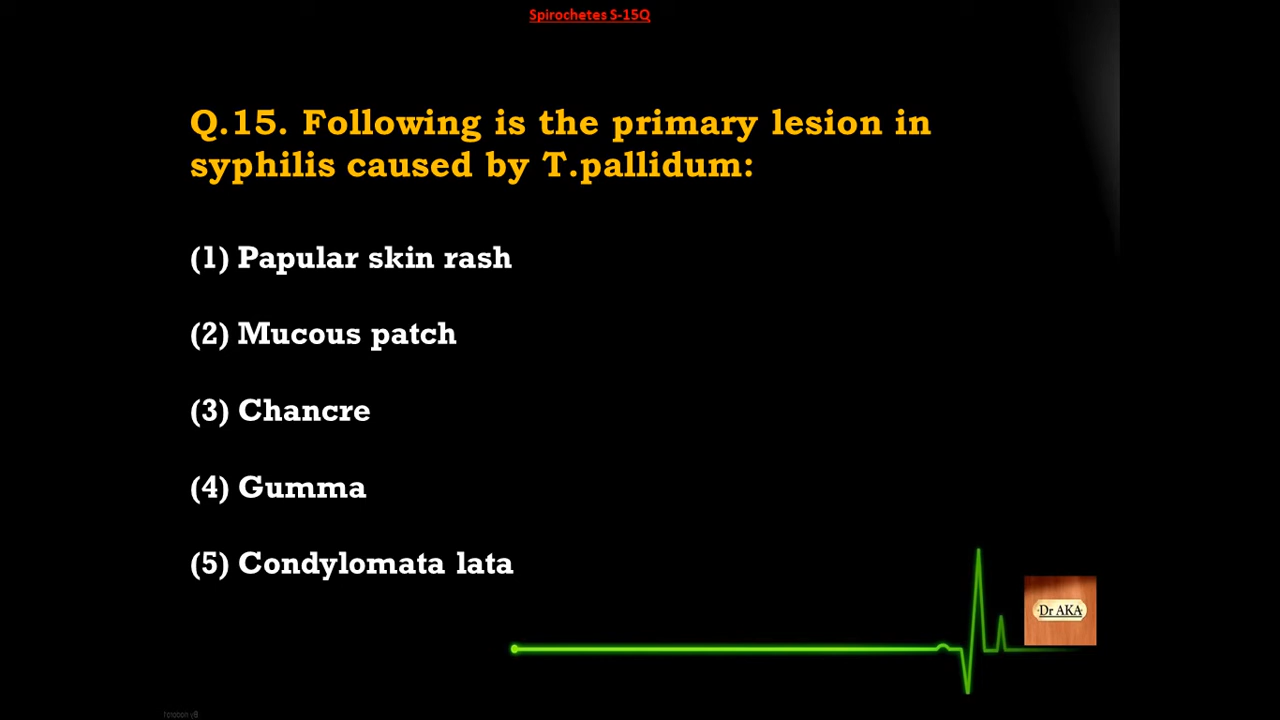 Spirochetes S-15Q
Q.15. Following is the primary lesion in
syphilis caused by T.pallidum:
(1) Papular skin rash
(2) Mucous patch
(3) Chancre
(4) Gumma
(5) Condylomata lata
Dr AKA